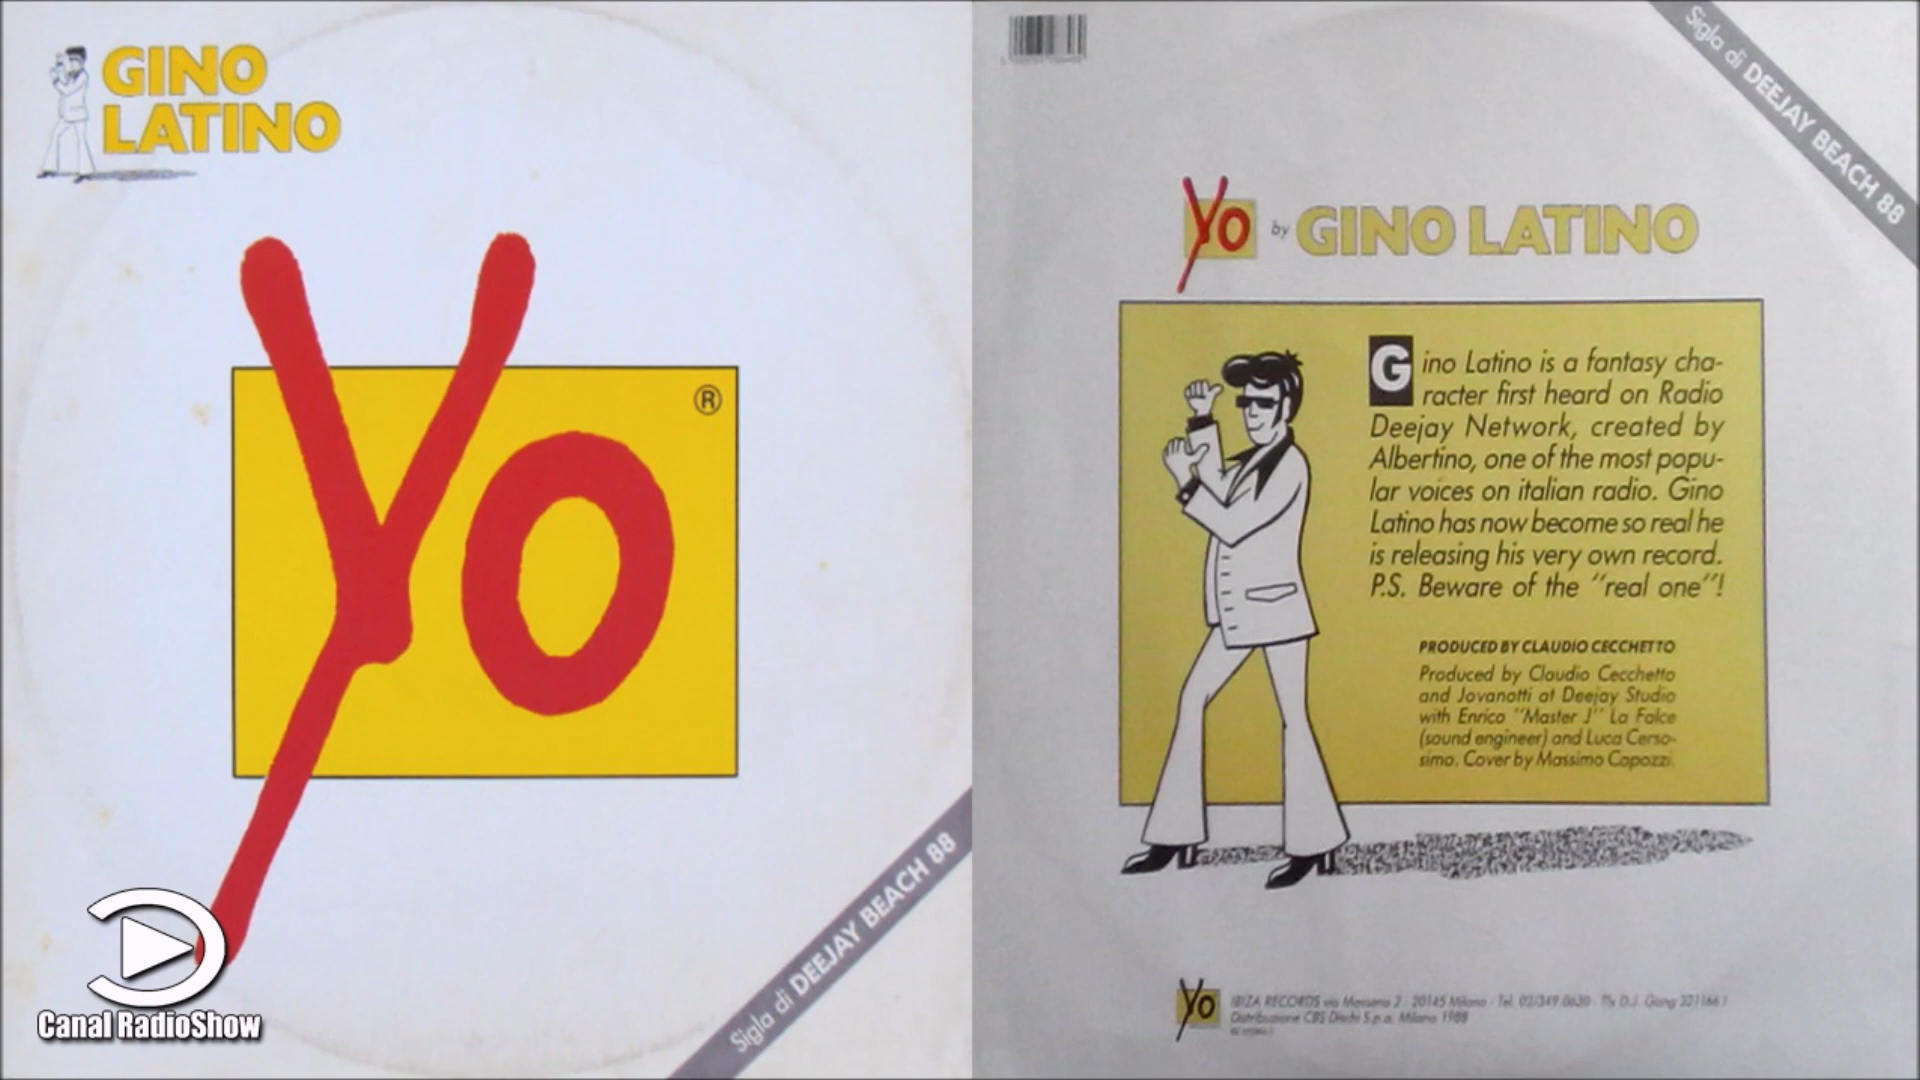 GINO
LATINO
Yo
®
Sigla di DEEJAY BEACH 88
Canal RadioShow
Sigla di DEEJAY BEACH 88
Yo by GINO LATINO
Gino Latino is a fantasy cha-
racter first heard on Radio
Deejay Network, created by
Albertino, one of the most popu-
lar voices on italian radio. Gino
Latino has now become so real he
is releasing his very own record.
P.S. Beware of the "real one"!
PRODUCED BY CLAUDIO CECCHETTO
Produced by Claudio Cecchetto
and Jovanotti at Deejay Studio
with Enrico "Master J" La Falce
(sound engineer) and Luca Cerso-
simo. Cover by Massimo Capozzi.
Yo
IBIZA RECORDS via Massena 2 . 20145 Milano - Tel. 02/349.0630 - Tlx D.J. Gang 321166 I
Distribuzione CBS Dischi S.p.a. Milano 1988